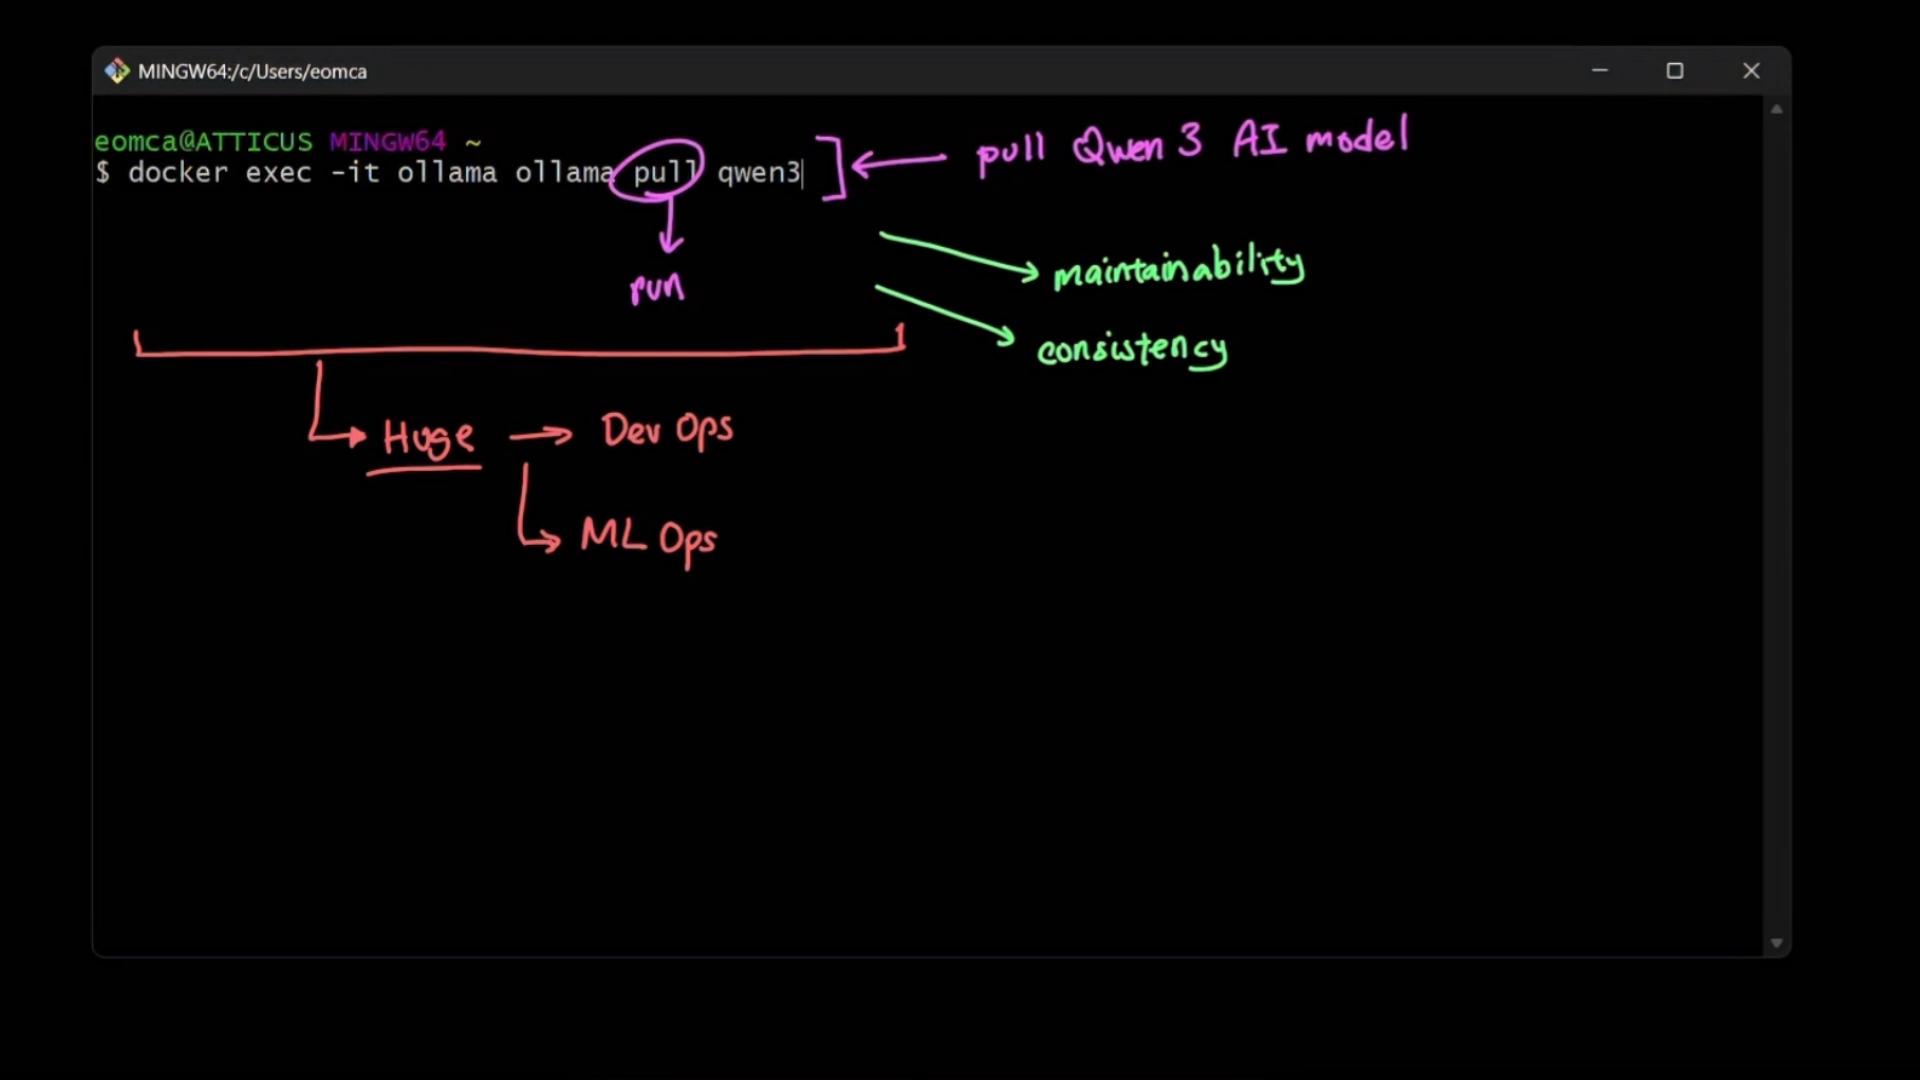 MINGW64:/c/Users/eomca
eomca@ATTICUS MINGW64 ~
$ docker exec -it ollama ollama pull qwen3
pull Qwen 3 AI model
run
maintainability
consistency
Huge
Dev Ops
ML Ops